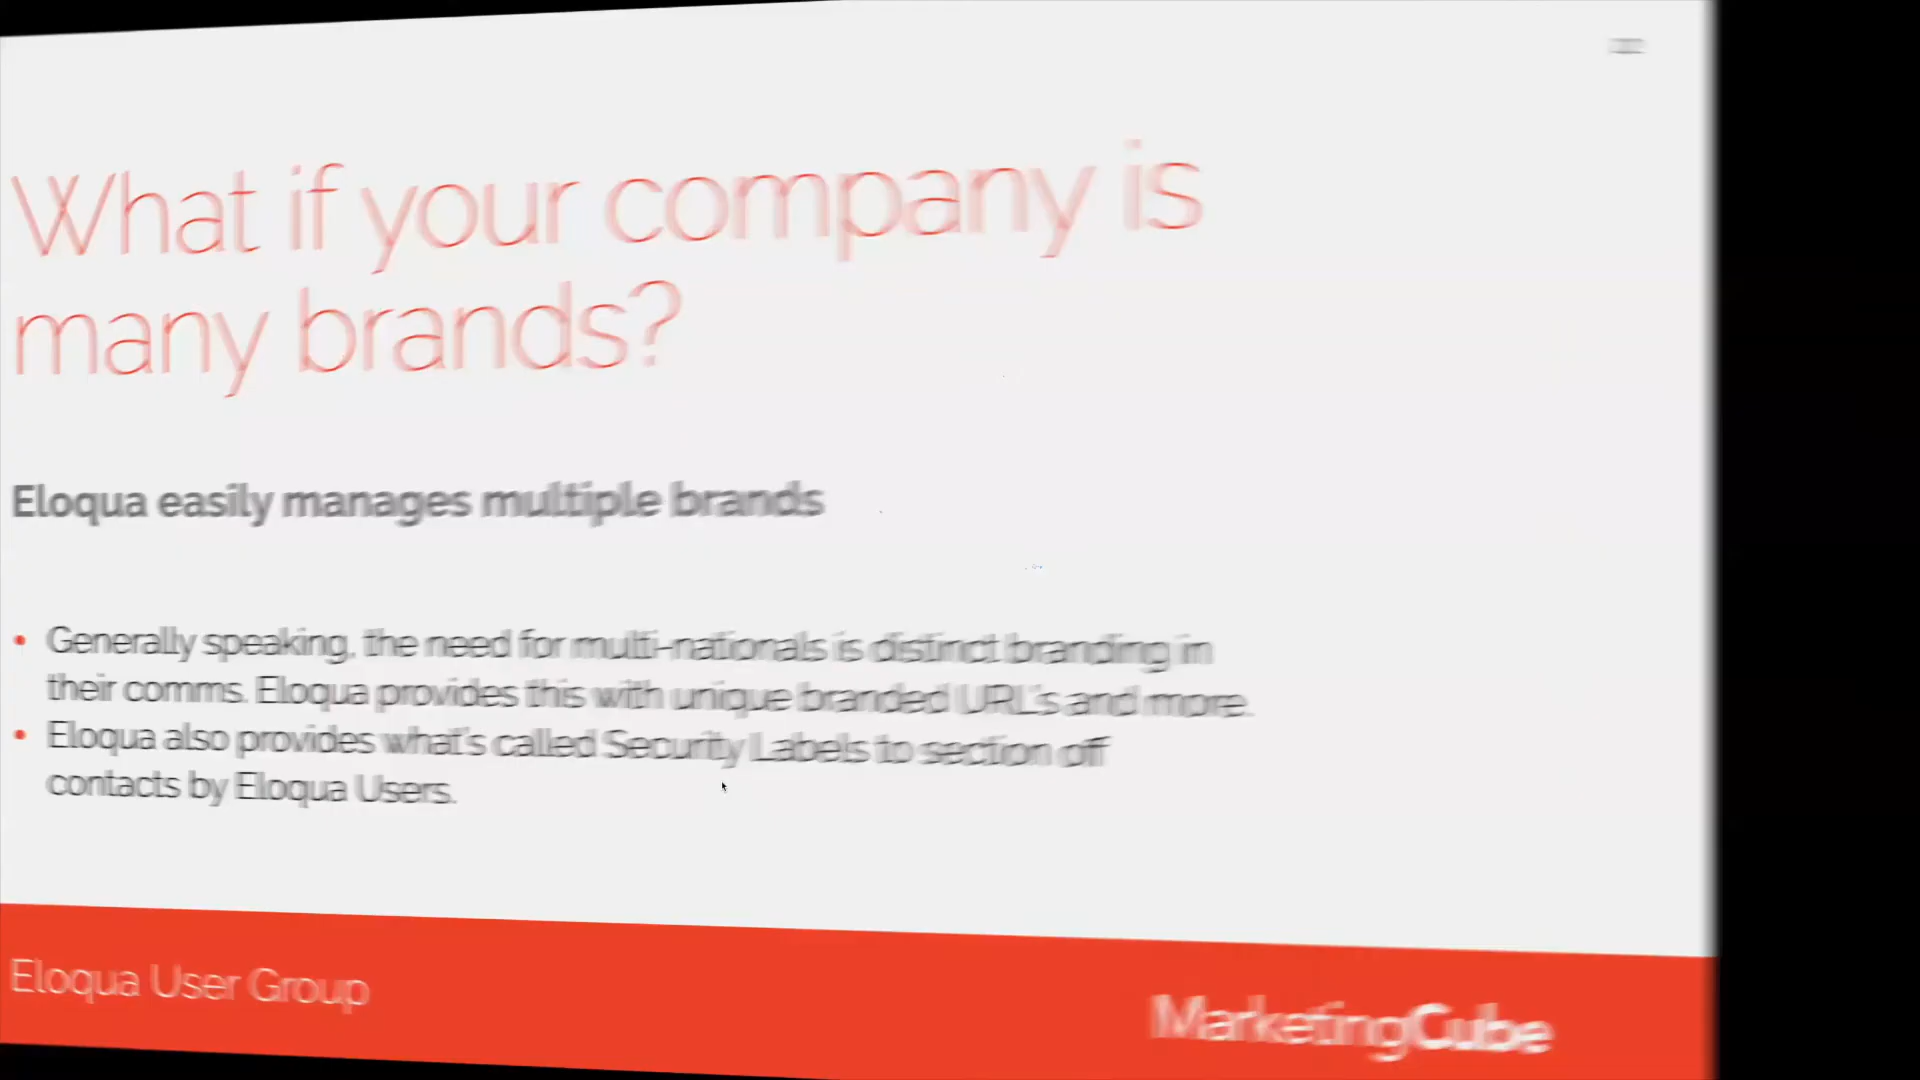 What if your company is
many brands?
Eloqua easily manages multiple brands
• Generally speaking, the need for multi-nationals is distinct branding in
their comms. Eloqua provides this with unique branded URL's and more.
• Eloqua also provides what's called Security Labels to section off
contacts by Eloqua Users.
Eloqua User Group
MarketingCube